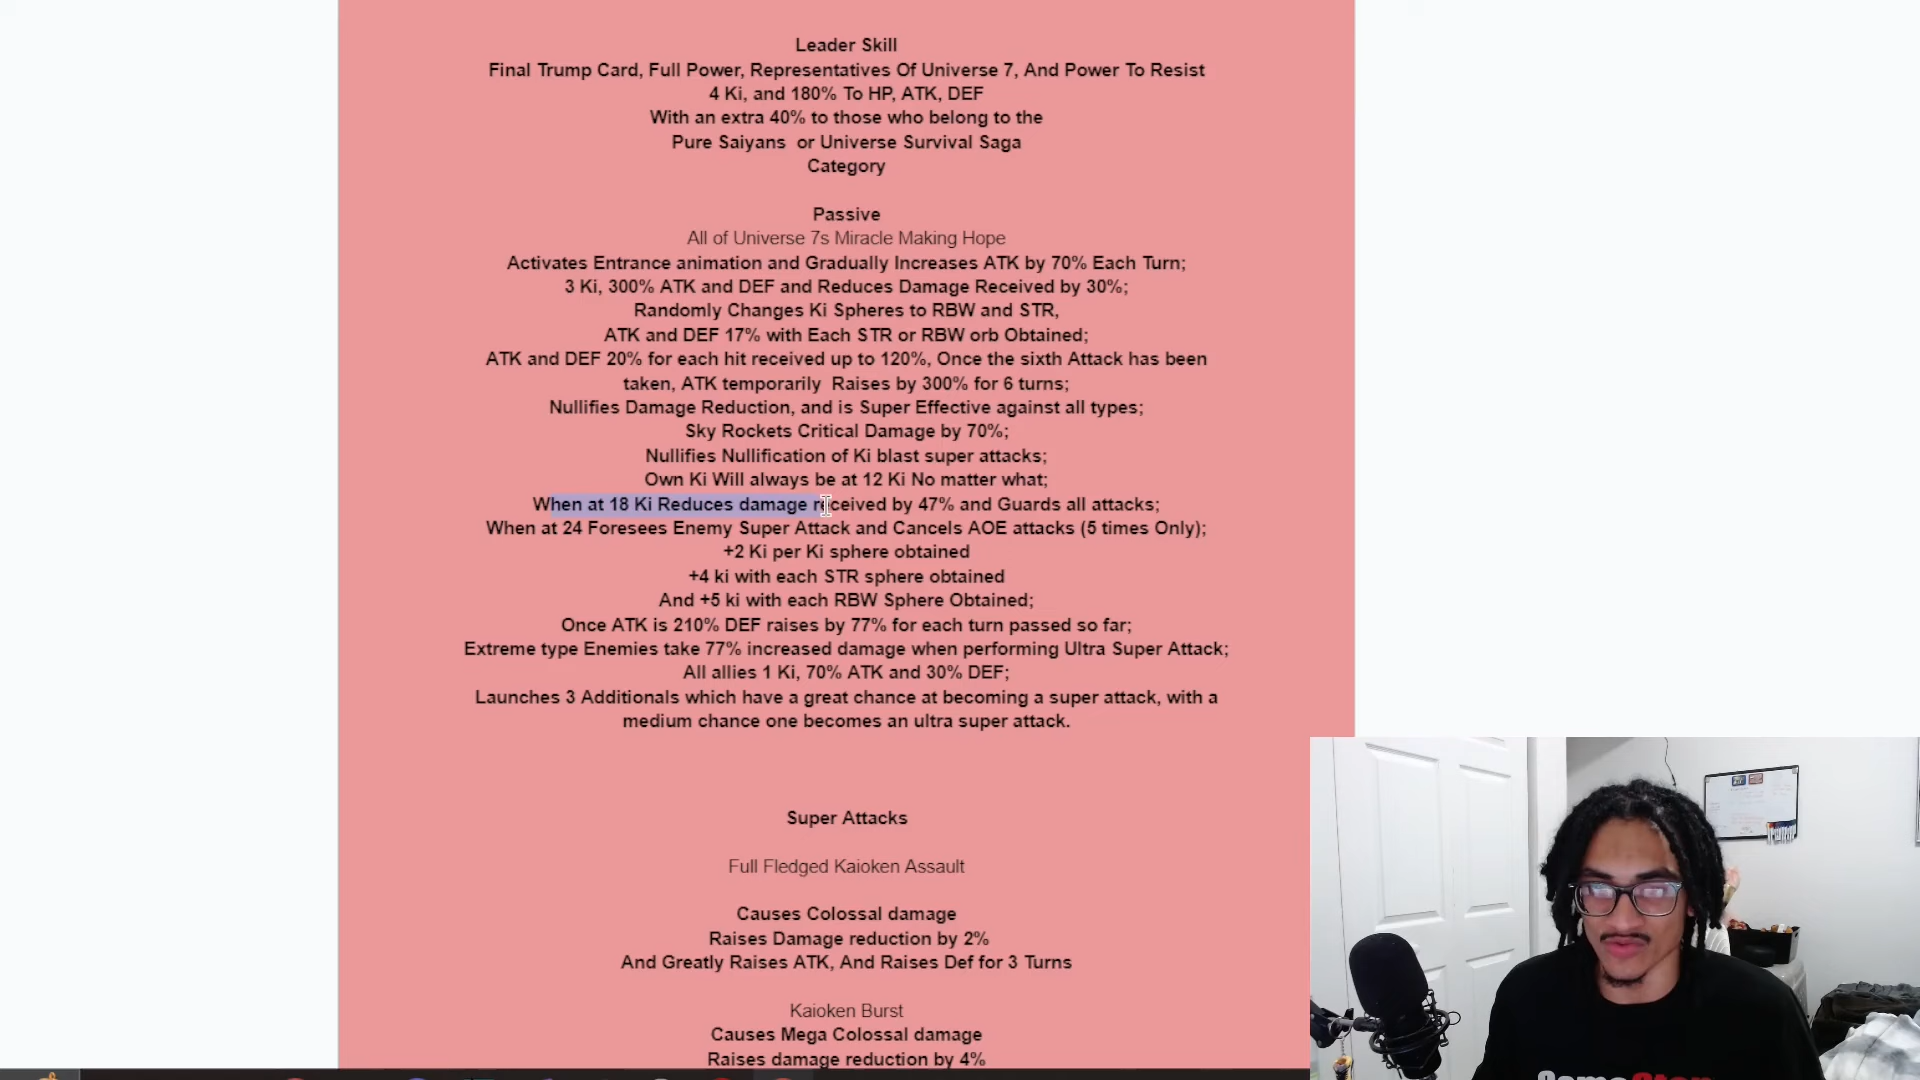 Leader Skill
Final Trump Card, Full Power, Representatives Of Universe 7, And Power To Resist
4 Ki, and 180% To HP, ATK, DEF
With an extra 40% to those who belong to the
Pure Saiyans or Universe Survival Saga
Category
Passive
All of Universe 7s Miracle Making Hope
Activates Entrance animation and Gradually Increases ATK by 70% Each Turn;
3 Ki, 300% ATK and DEF and Reduces Damage Received by 30%;
Randomly Changes Ki Spheres to RBW and STR,
ATK and DEF 17% with Each STR or RBW orb Obtained;
ATK and DEF 20% for each hit received up to 120%, Once the sixth Attack has been
taken, ATK temporarily Raises by 300% for 6 turns;
Nullifies Damage Reduction, and is Super Effective against all types;
Sky Rockets Critical Damage by 70%;
Nullifies Nullification of Ki blast super attacks;
Own Ki Will always be at 12 Ki No matter what;
When at 18 Ki Reduces damage received by 47% and Guards all attacks;
When at 24 Foresees Enemy Super Attack and Cancels AOE attacks (5 times Only);
+2 Ki per Ki sphere obtained
+4 ki with each STR sphere obtained
And +5 ki with each RBW Sphere Obtained;
Once ATK is 210% DEF raises by 77% for each turn passed so far;
Extreme type Enemies take 77% increased damage when performing Ultra Super Attack;
All allies 1 Ki, 70% ATK and 30% DEF;
Launches 3 Additionals which have a great chance at becoming a super attack, with a
medium chance one becomes an ultra super attack.
Super Attacks
Full Fledged Kaioken Assault
Causes Colossal damage
Raises Damage reduction by 2%
And Greatly Raises ATK, And Raises Def for 3 Turns
Kaioken Burst
Causes Mega Colossal damage
Raises damage reduction by 4%